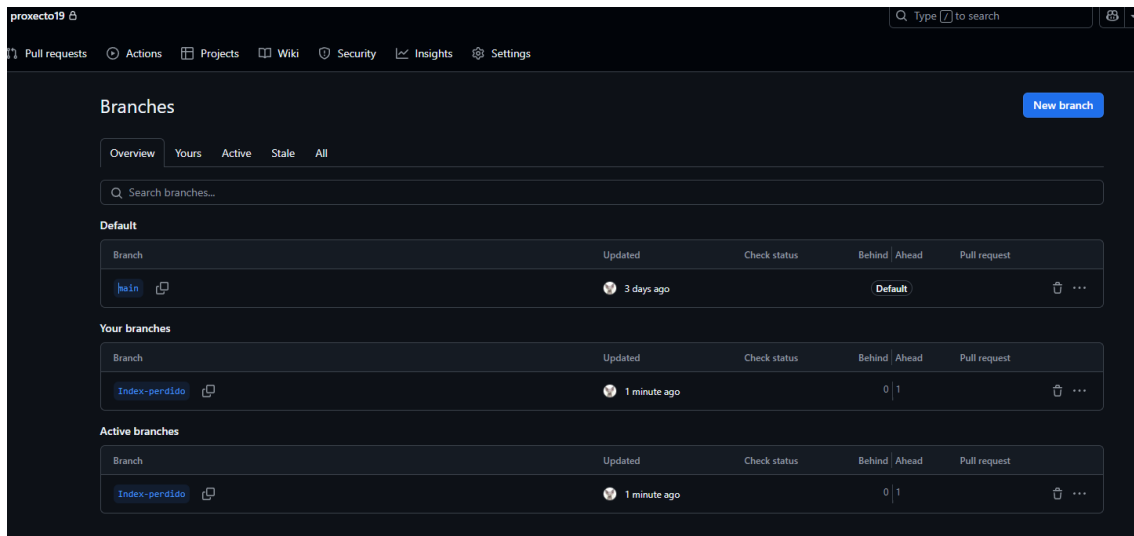 proxecto19
Type / to search
Pull requests Actions Projects Wiki Security Insights Settings
Branches
New branch
Overview Yours Active Stale All
Search branches...
Default
Branch Updated Check status Behind Ahead Pull request
main 3 days ago Default
Your branches
Branch Updated Check status Behind Ahead Pull request
Index-perdido 1 minute ago 0 1
Active branches
Branch Updated Check status Behind Ahead Pull request
Index-perdido 1 minute ago 0 1